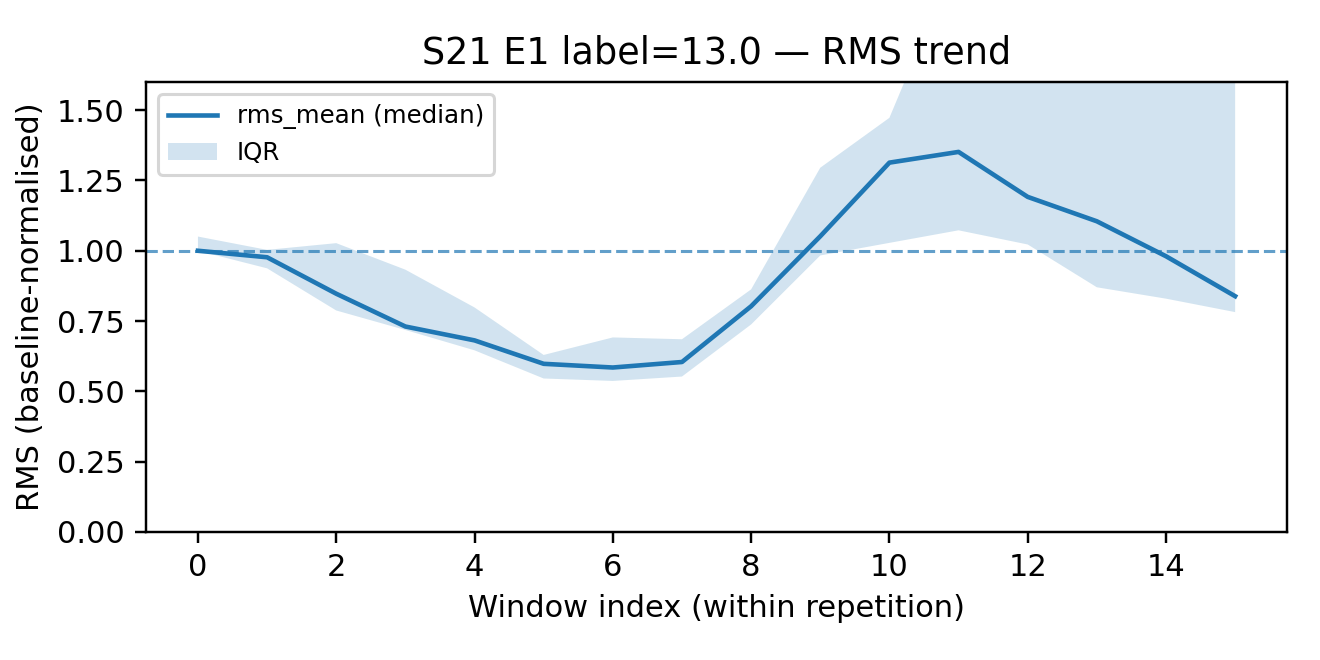 S21 E1 label=13.0 — RMS trend
rms_mean (median)
IQR
RMS (baseline-normalised)
1.50
1.25
1.00
0.75
0.50
0.25
0.00
0 2 4 6 8 10 12 14
Window index (within repetition)